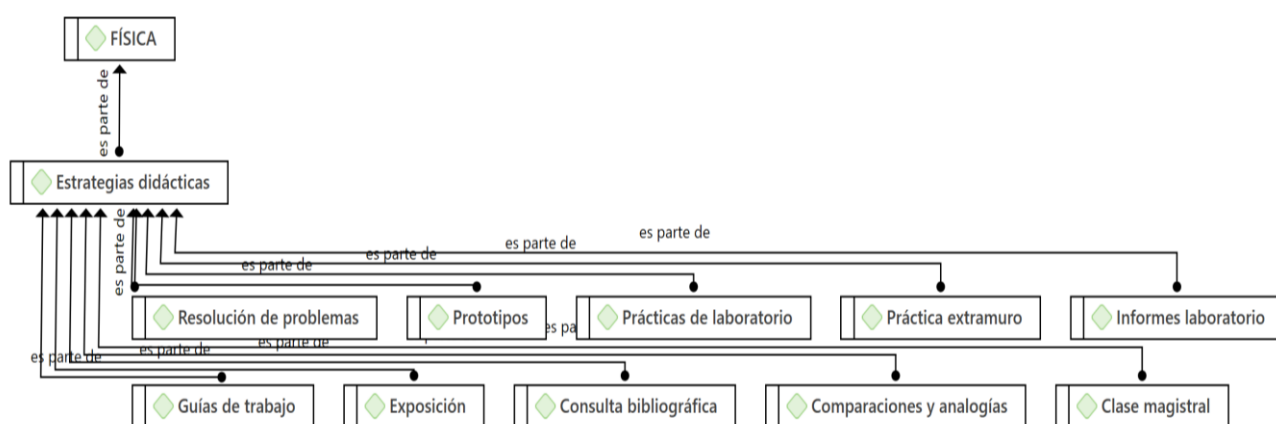 FÍSICA
es parte de
Estrategias didácticas
es parte de
es parte de
es parte de
es parte de
es parte de
Resolución de problemas
Prototipos
Prácticas de laboratorio
Práctica extramuro
Informes laboratorio
es pa
es parte de
es parte de
es parte de
Guías de trabajo
Exposición
Consulta bibliográfica
Comparaciones y analogías
Clase magistral